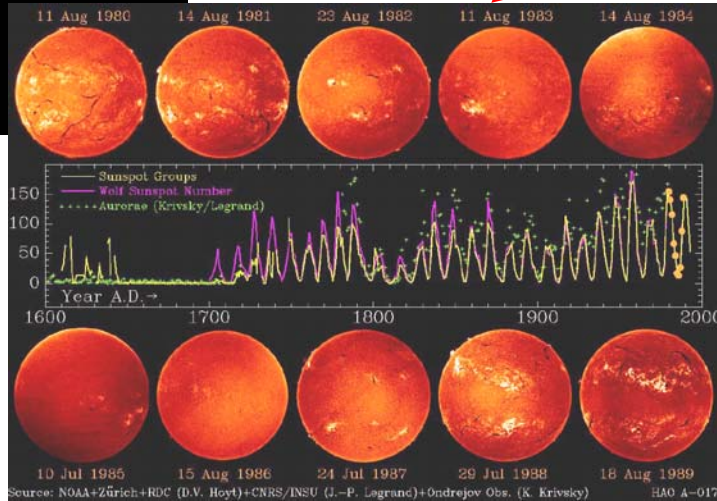 11 Aug 1980 14 Aug 1981 23 Aug 1982 11 Aug 1983 14 Aug 1984
Sunspot Groups
Wolf Sunspot Number
Aurorae (Krivsky/Legrand)
150
100
50
0
Year A.D.→
1600 1700 1800 1900 2000
10 Jul 1985 15 Aug 1986 24 Jul 1987 29 Jul 1988 18 Aug 1989
Source: NOAA+Zürich+RDC (D.V. Hoyt)+CNRS/INSU (J.-P. Legrand)+Ondrejov Obs. (K. Krivsky) HAO A-017